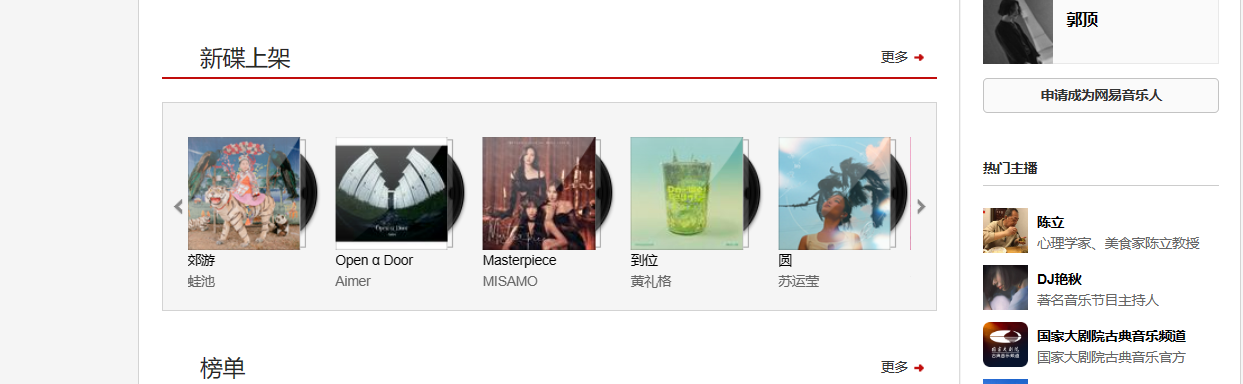 郭顶
申请成为网易音乐人
新碟上架
更多
郊游
蛙池
Open α Door
Aimer
Masterpiece
MISAMO
到位
黄礼格
圆
苏运莹
热门主播
陈立
心理学家、美食家陈立教授
DJ艳秋
著名音乐节目主持人
国家大剧院古典音乐频道
国家大剧院古典音乐官方
榜单
更多